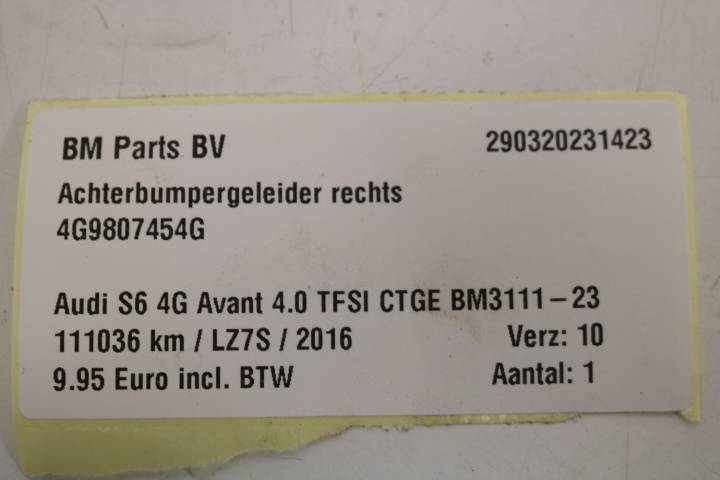 BM Parts BV 290320231423
Achterbumpergeleider rechts
4G9807454G
Audi S6 4G Avant 4.0 TFSI CTGE BM3111-23
111036 km / LZ7S / 2016 Verz: 10
9.95 Euro incl. BTW Aantal: 1